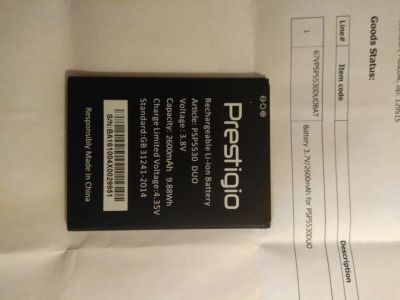 Goods Status:
Line#
Item code
Description
1
67VPSP5530DUOBAT
Battery 3.7V/2600mAh for PSP5530DUO
Prestigio
Rechargeable Li-ion Battery
Article: PSP5530 DUO
Voltage: 3.8V
Capacity: 2600mAh 9.88Wh
Charge Limited Voltage:4.35V
Standard:GB 31241-2014
S/N:BA161004X0029951
Responsibly Made in China